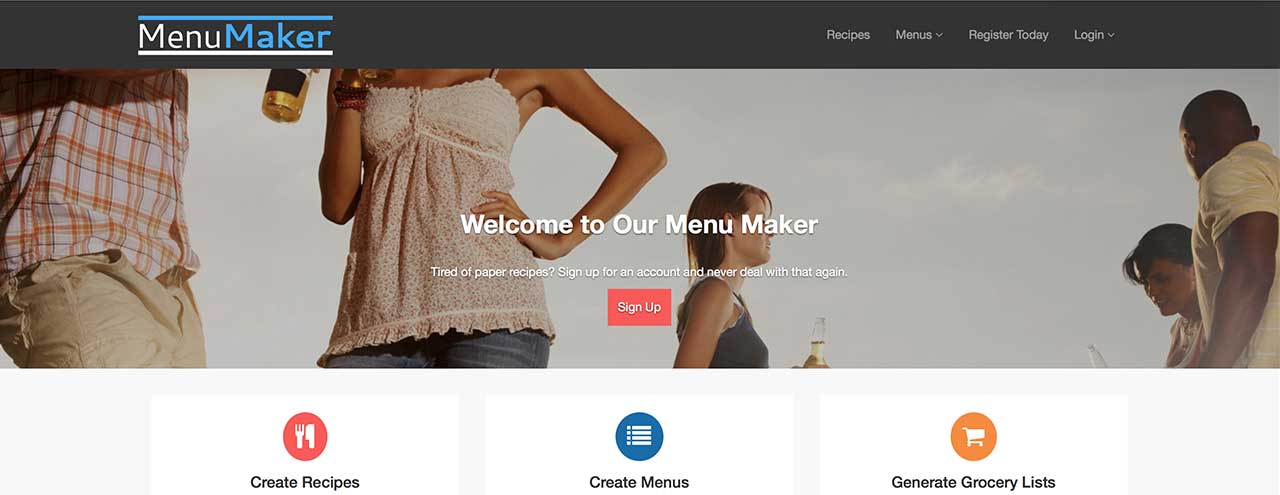 MenuMaker
Recipes Menus Register Today Login
Welcome to Our Menu Maker
Tired of paper recipes? Sign up for an account and never deal with that again.
Sign Up
Create Recipes Create Menus Generate Grocery Lists